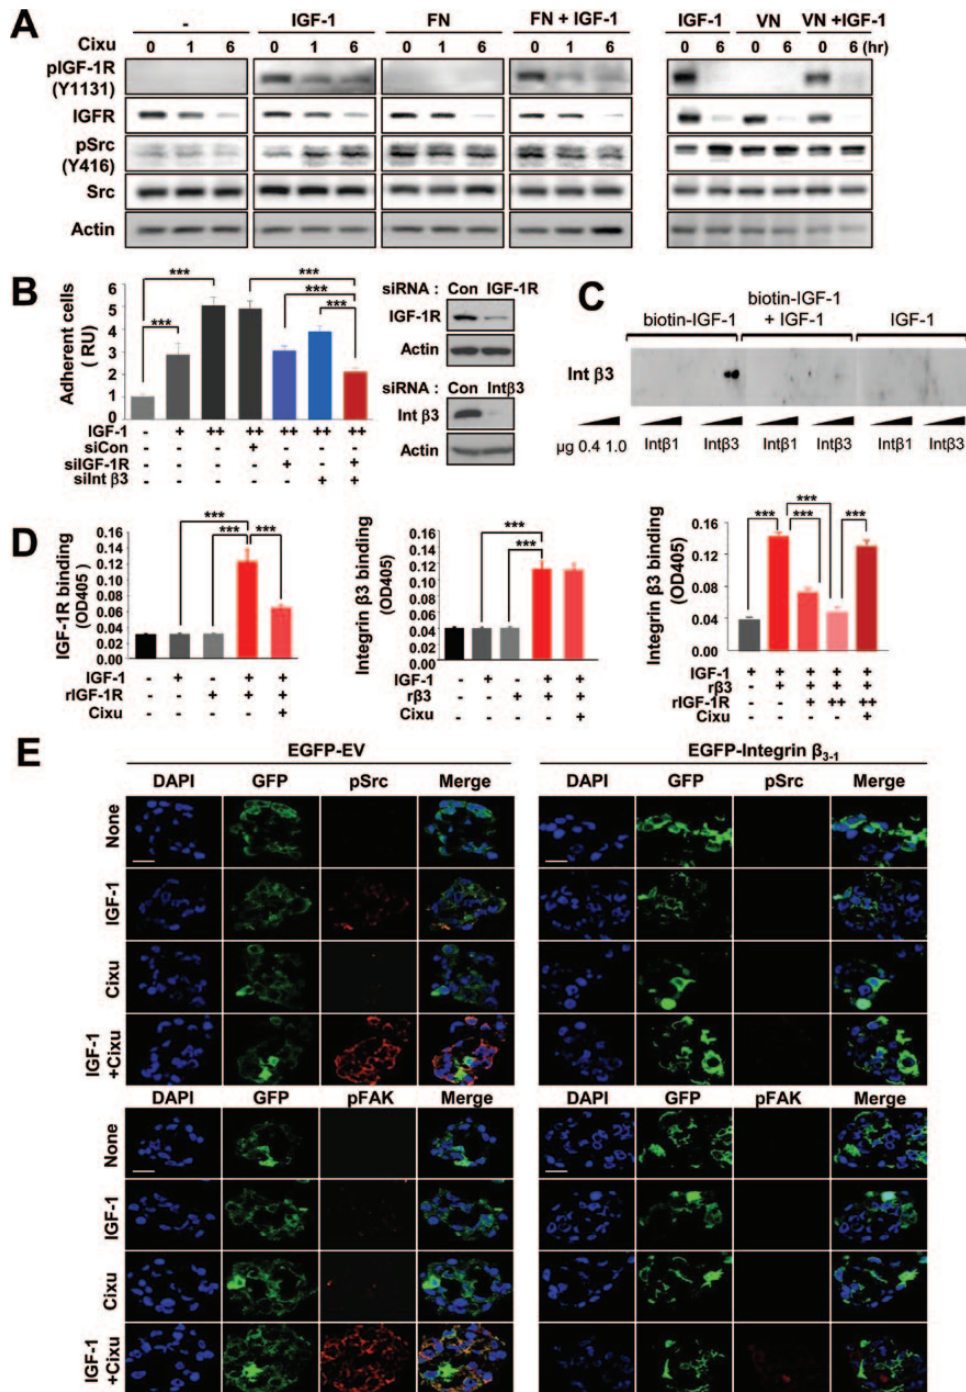 A
- IGF-1 FN FN + IGF-1 IGF-1 VN VN +IGF-1
Cixu 0 1 6 0 1 6 0 1 6 0 1 6 0 6 0 6 0 6 (hr)
pIGF-1R
(Y1131)
IGFR
pSrc
(Y416)
Src
Actin
B
Adherent cells
( RU)
6
5
4
3
2
1
0
*** *** *** *** ***
IGF-1 - + ++ ++ ++ ++ ++
siCon - - - + - - -
siIGF-1R - - - - + - +
siInt β3 - - - - - + +
siRNA : Con IGF-1R
IGF-1R
Actin
siRNA : Con Intβ3
Int β3
Actin
C
biotin-IGF-1
biotin-IGF-1
+ IGF-1
IGF-1
Int β3
μg 0.4 1.0
Intβ1 Intβ3 Intβ1 Intβ3 Intβ1 Intβ3
D
IGF-1R binding
(OD405)
0.16
0.14
0.12
0.10
0.08
0.06
0.04
0.02
0.00
*** *** ***
IGF-1 - + - + +
rIGF-1R - - + + +
Cixu - - - - +
Integrin β3 binding
(OD405)
0.16
0.14
0.12
0.10
0.08
0.06
0.04
0.02
0.00
*** ***
IGF-1 - + - + +
rβ3 - - + + +
Cixu - - - - +
Integrin β3 binding
(OD405)
0.16
0.12
0.08
0.04
0.00
*** *** *** ***
IGF-1 + + + + +
rβ3 - + + + +
rIGF-1R - - + ++ ++
Cixu - - - - +
E
EGFP-EV EGFP-Integrin β3-1
DAPI GFP pSrc Merge DAPI GFP pSrc Merge
None
IGF-1
Cixu
IGF-1
+Cixu
DAPI GFP pFAK Merge DAPI GFP pFAK Merge
None
IGF-1
Cixu
IGF-1
+Cixu